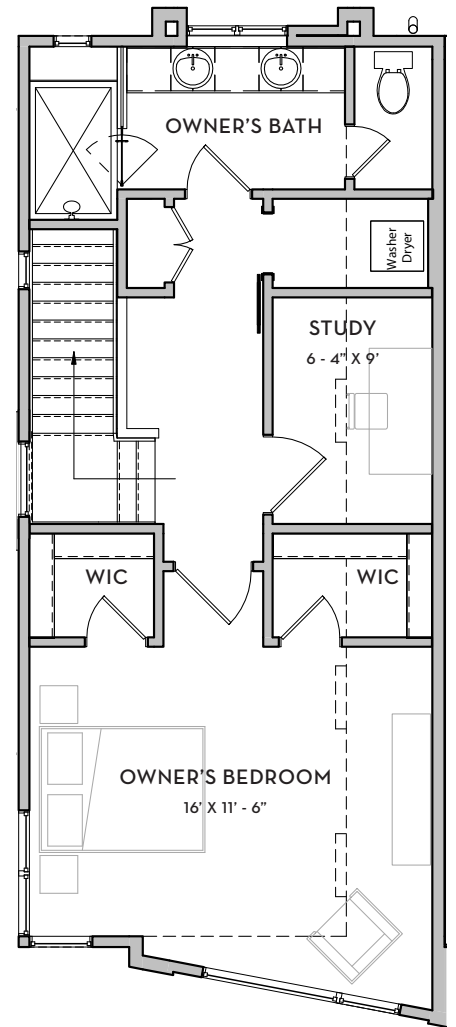 OWNER'S BATH
Washer
Dryer
STUDY
6 - 4" X 9'
WIC
WIC
OWNER'S BEDROOM
16' X 11' - 6"